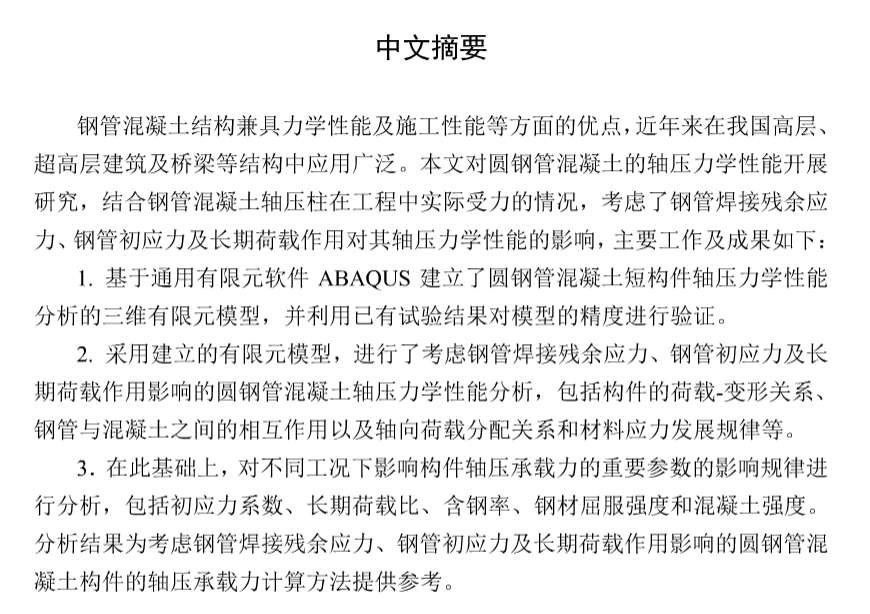 中文摘要
钢管混凝土结构兼具力学性能及施工性能等方面的优点,近年来在我国高层、
超高层建筑及桥梁等结构中应用广泛。本文对圆钢管混凝土的轴压力学性能开展
研究，结合钢管混凝土轴压柱在工程中实际受力的情况，考虑了钢管焊接残余应
力、钢管初应力及长期荷载作用对其轴压力学性能的影响,主要工作及成果如下：
1. 基于通用有限元软件 ABAQUS 建立了圆钢管混凝土短构件轴压力学性能
分析的三维有限元模型，并利用已有试验结果对模型的精度进行验证。
2. 采用建立的有限元模型，进行了考虑钢管焊接残余应力、钢管初应力及长
期荷载作用影响的圆钢管混凝土轴压力学性能分析，包括构件的荷载-变形关系、
钢管与混凝土之间的相互作用以及轴向荷载分配关系和材料应力发展规律等。
3．在此基础上，对不同工况下影响构件轴压承载力的重要参数的影响规律进
行分析，包括初应力系数、长期荷载比、含钢率、钢材屈服强度和混凝土强度。
分析结果为考虑钢管焊接残余应力、钢管初应力及长期荷载作用影响的圆钢管混
凝土构件的轴压承载力计算方法提供参考。